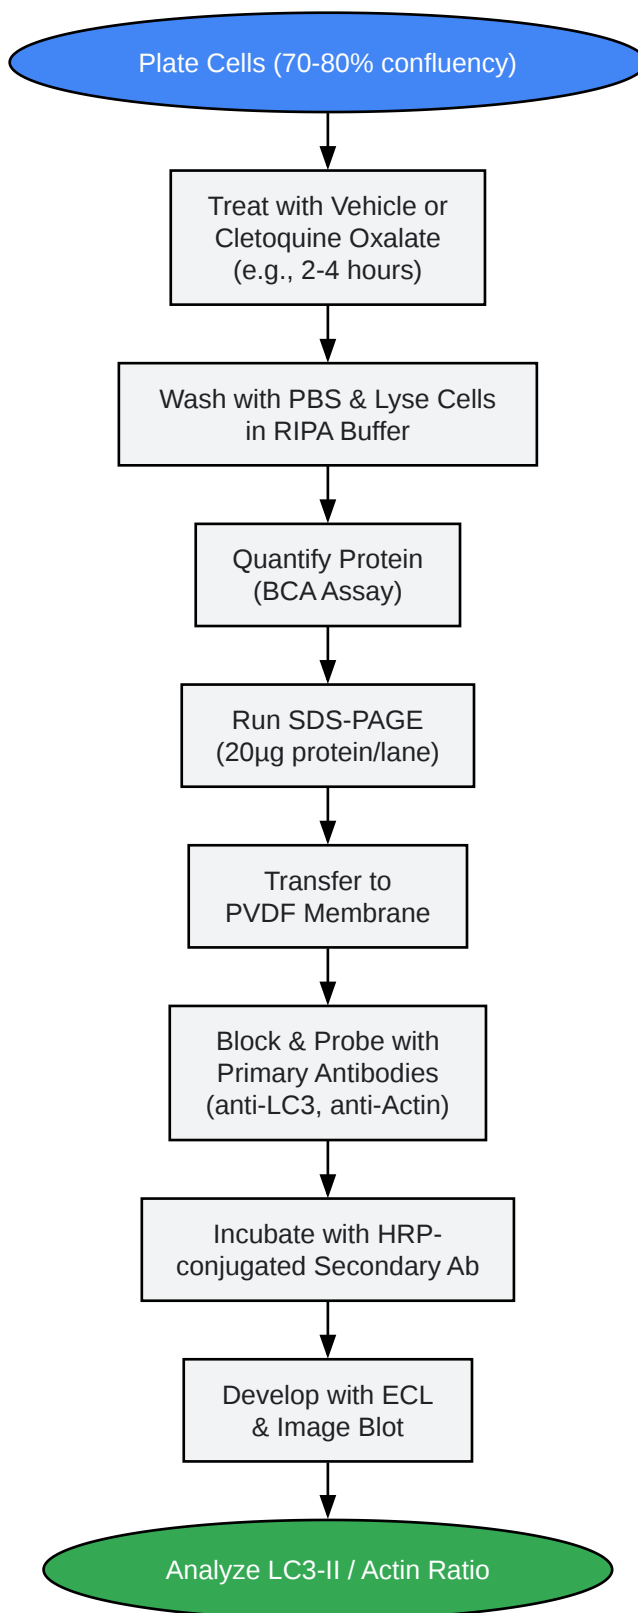 Plate Cells (70-80% confluency)
Treat with Vehicle or
Cletoquine Oxalate
(e.g., 2-4 hours)
Wash with PBS & Lyse Cells
in RIPA Buffer
Quantify Protein
(BCA Assay)
Run SDS-PAGE
(20µg protein/lane)
Transfer to
PVDF Membrane
Block & Probe with
Primary Antibodies
(anti-LC3, anti-Actin)
Incubate with HRP-
conjugated Secondary Ab
Develop with ECL
& Image Blot
Analyze LC3-II / Actin Ratio